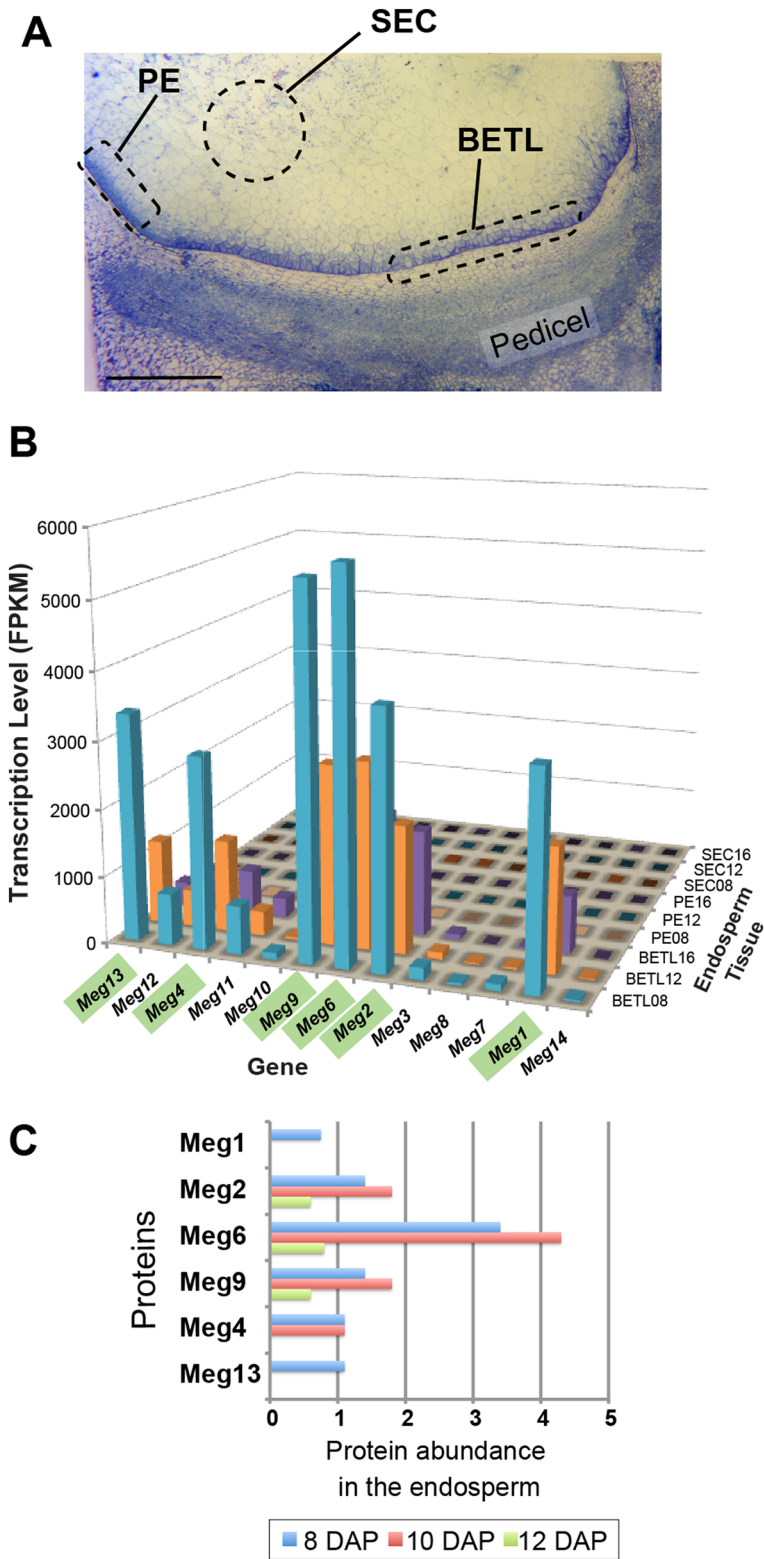 A
SEC
PE
BETL
Pedicel
B
6000
5000
4000
3000
2000
1000
0
Transcription Level (FPKM)
Meg13
Meg12
Meg4
Meg11
Meg10
Meg9
Meg6
Meg2
Meg3
Meg8
Meg7
Meg1
Meg14
Gene
SEC16
SEC12
SEC08
PE16
PE12
PE08
BETL16
BETL12
BETL08
Endosperm
Tissue
C
Meg1
Meg2
Meg6
Meg9
Meg4
Meg13
Proteins
0 1 2 3 4 5
Protein abundance
in the endosperm
8 DAP 10 DAP 12 DAP